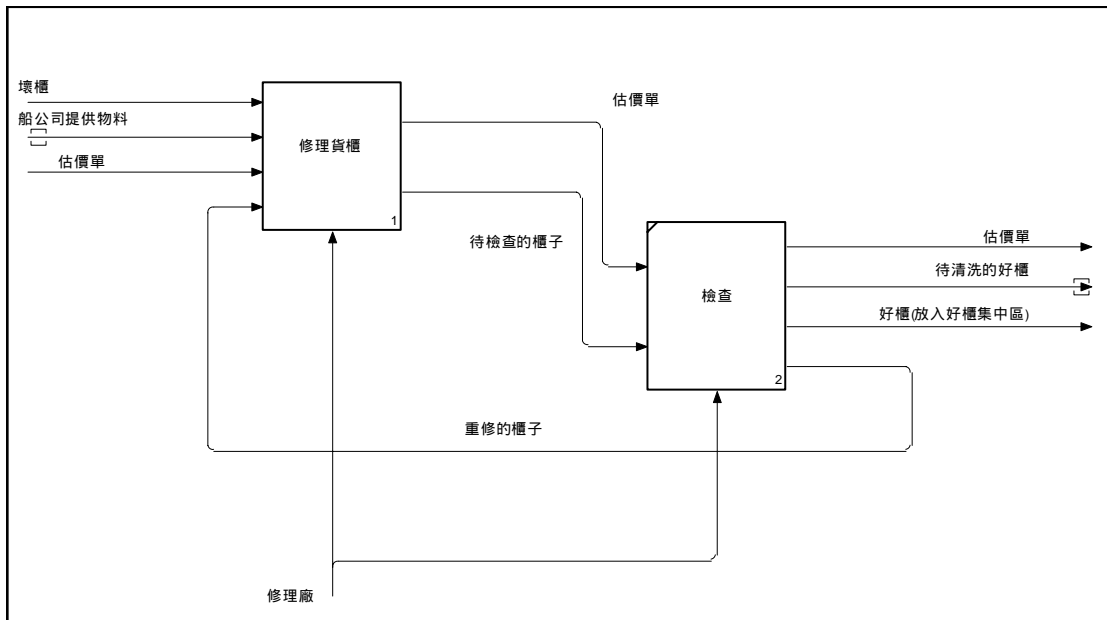 壞櫃
船公司提供物料
估價單
修理貨櫃
1
估價單
待檢查的櫃子
檢查
2
估價單
待清洗的好櫃
好櫃(放入好櫃集中區)
重修的櫃子
修理廠